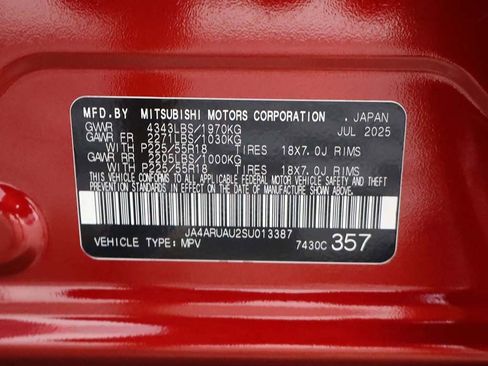 MFD.BY MITSUBISHI MOTORS CORPORATION . JAPAN
GVWR 4343LBS/1970KG JUL 2025
GAWR FR 2271LBS/1030KG
WITH P225/55R18 TIRES 18X7.0J RIMS
GAWR RR 2205LBS/1000KG
WITH P225/55R18 TIRES 18X7.0J RIMS
THIS VEHICLE CONFORMS TO ALL APPLICABLE FEDERAL MOTOR VEHICLE SAFETY, BUMPER AND THEFT
PREVENTION STANDARDS IN EFFECT ON THE DATE OF MANUFACTURE SHOWN ABOVE.
JA4ARUAU2SU013387
VEHICLE TYPE: MPV 7430C 357